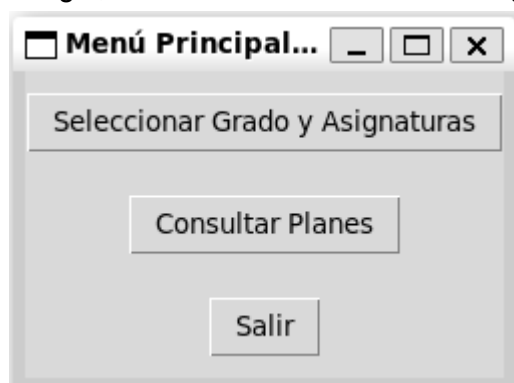 Menú Principal...
Seleccionar Grado y Asignaturas
Consultar Planes
Salir